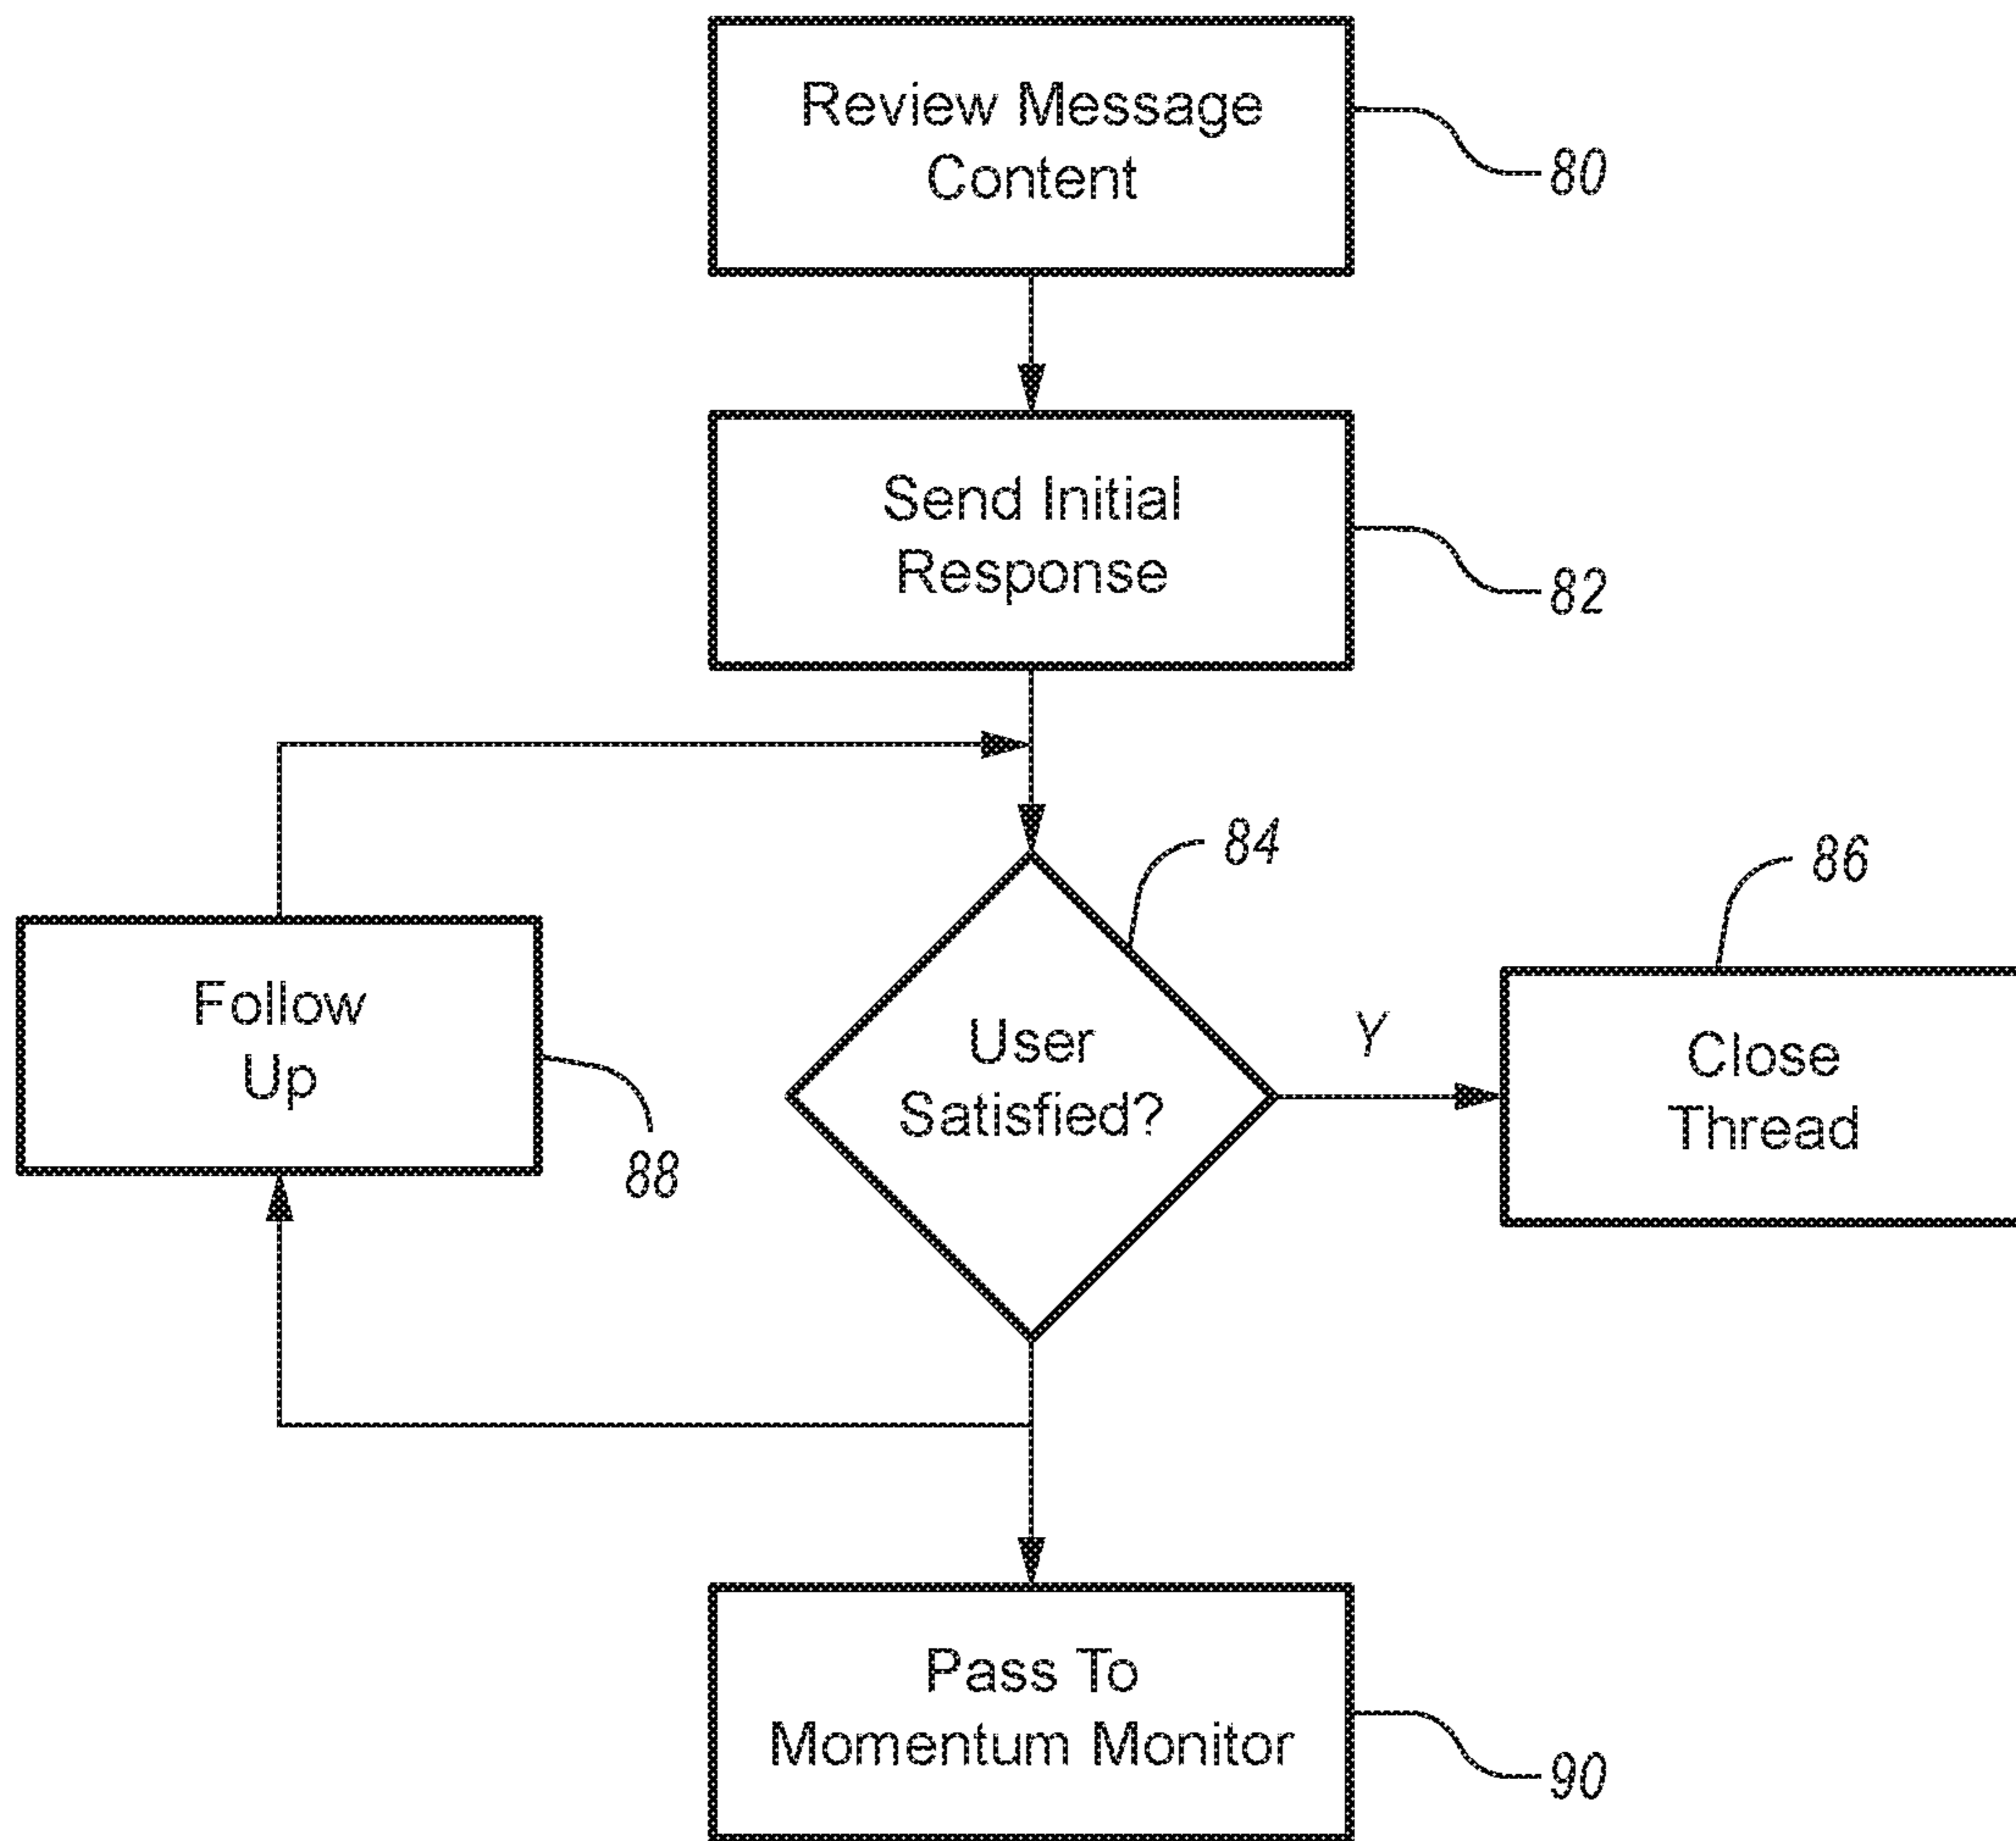 Review Message
Content
80
Send Initial
Response
82
84
86
Follow
Up
88
User
Satisfied?
Y
Close
Thread
Pass To
Momentum Monitor
90